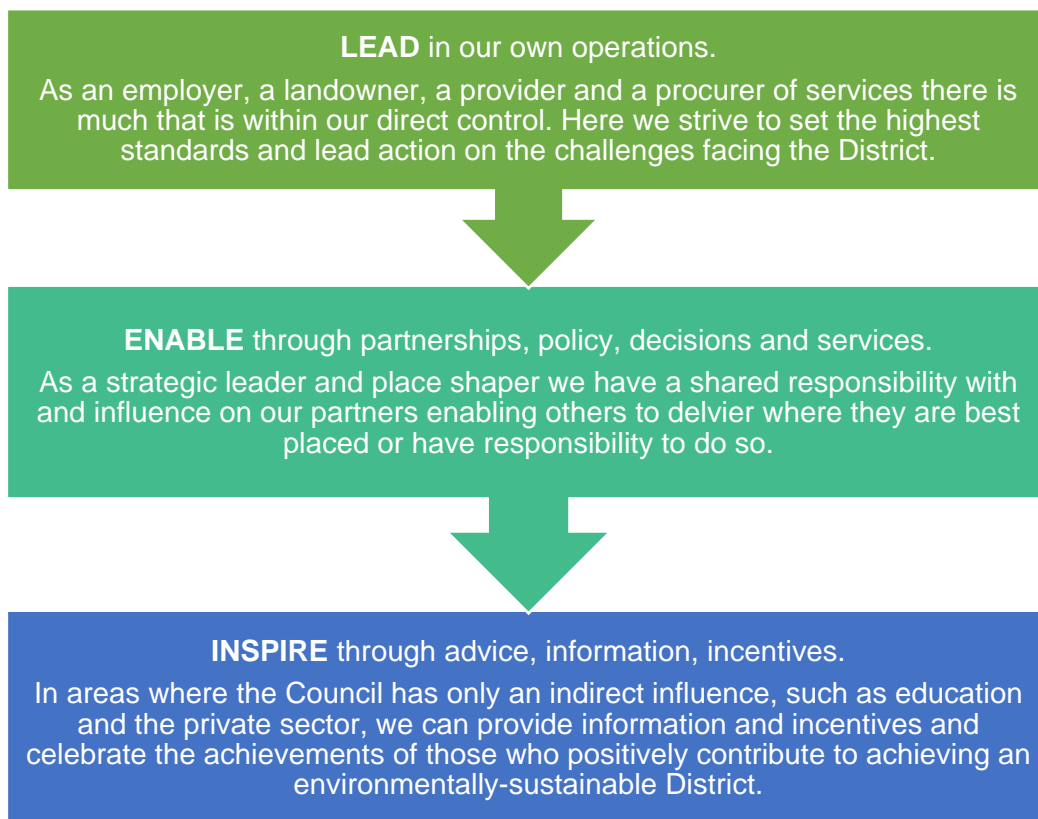 LEAD in our own operations.
As an employer, a landowner, a provider and a procurer of services there is
much that is within our direct control. Here we strive to set the highest
standards and lead action on the challenges facing the District.
ENABLE through partnerships, policy, decisions and services.
As a strategic leader and place shaper we have a shared responsibility with
and influence on our partners enabling others to delvier where they are best
placed or have responsibility to do so.
INSPIRE through advice, information, incentives.
In areas where the Council has only an indirect influence, such as education
and the private sector, we can provide information and incentives and
celebrate the achievements of those who positively contribute to achieving an
environmentally-sustainable District.